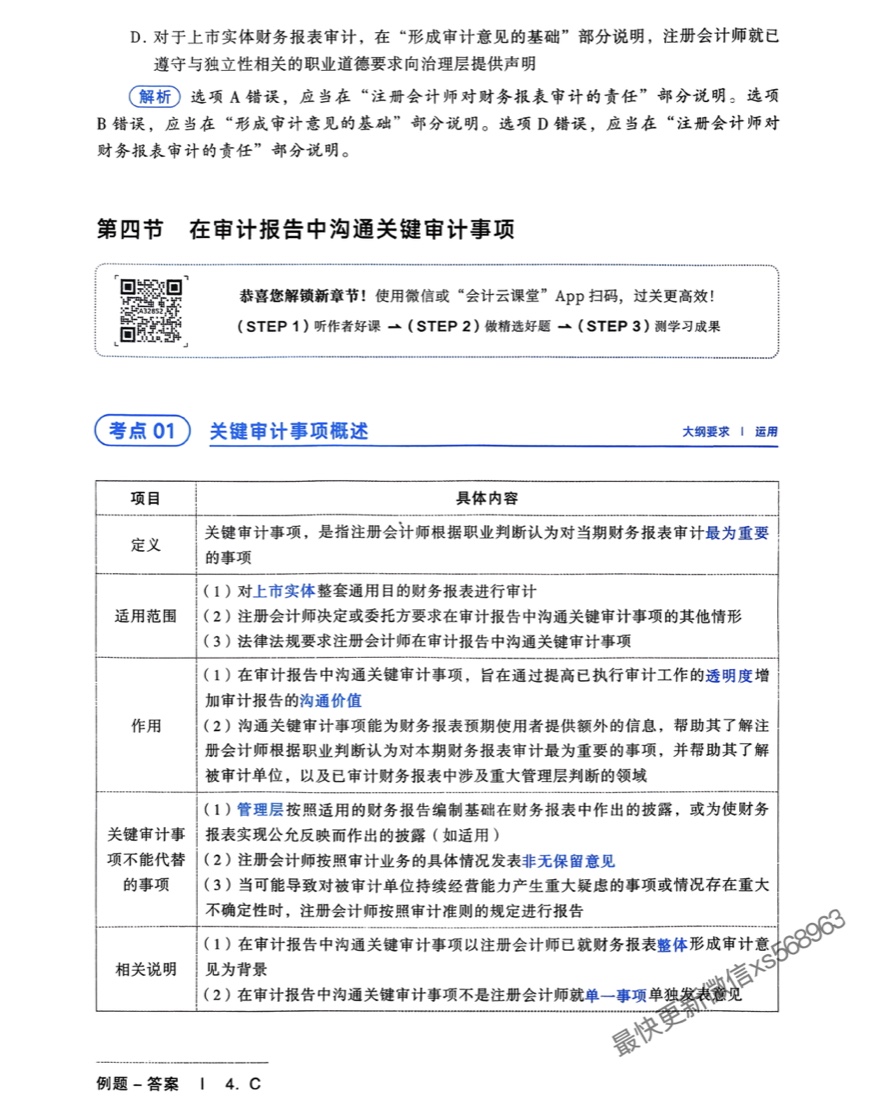 D. 对于上市实体财务报表审计，在“形成审计意见的基础”部分说明，注册会计师就已
遵守与独立性相关的职业道德要求向治理层提供声明
解析 选项 A 错误，应当在“注册会计师对财务报表审计的责任”部分说明。选项
B 错误，应当在“形成审计意见的基础”部分说明。选项 D 错误，应当在“注册会计师对
财务报表审计的责任”部分说明。
第四节 在审计报告中沟通关键审计事项
恭喜您解锁新章节！使用微信或“会计云课堂”App 扫码，过关更高效！
（STEP 1）听作者好课 → （STEP 2）做精选好题 → （STEP 3）测学习成果
考点 01 关键审计事项概述 大纲要求 | 运用
项目 具体内容
定义
关键审计事项，是指注册会计师根据职业判断认为对当期财务报表审计最为重要
的事项
适用范围
（1）对上市实体整套通用目的财务报表进行审计
（2）注册会计师决定或委托方要求在审计报告中沟通关键审计事项的其他情形
（3）法律法规要求注册会计师在审计报告中沟通关键审计事项
作用
（1）在审计报告中沟通关键审计事项，旨在通过提高已执行审计工作的透明度增
加审计报告的沟通价值
（2）沟通关键审计事项能为财务报表预期使用者提供额外的信息，帮助其了解注
册会计师根据职业判断认为对本期财务报表审计最为重要的事项，并帮助其了解
被审计单位，以及已审计财务报表中涉及重大管理层判断的领域
关键审计事
项不能代替
的事项
（1）管理层按照适用的财务报告编制基础在财务报表中作出的披露，或为使财务
报表实现公允反映而作出的披露（如适用）
（2）注册会计师按照审计业务的具体情况发表非无保留意见
（3）当可能导致对被审计单位持续经营能力产生重大疑虑的事项或情况存在重大
不确定性时，注册会计师按照审计准则的规定进行报告
相关说明
（1）在审计报告中沟通关键审计事项以注册会计师已就财务报表整体形成审计意
见为背景
（2）在审计报告中沟通关键审计事项不是注册会计师就单一事项单独发表意见
最快更新微信xs568963
例题 – 答案 | 4. C